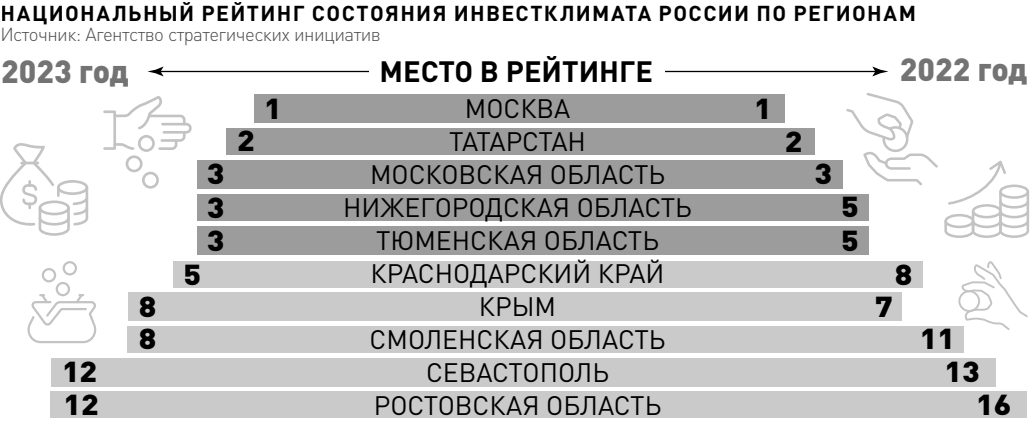 НАЦИОНАЛЬНЫЙ РЕЙТИНГ СОСТОЯНИЯ ИНВЕСТКЛИМАТА РОССИИ ПО РЕГИОНАМ
Источник: Агентство стратегических инициатив
2023 год МЕСТО В РЕЙТИНГЕ 2022 год
1 МОСКВА 1
2 ТАТАРСТАН 2
3 МОСКОВСКАЯ ОБЛАСТЬ 3
3 НИЖЕГОРОДСКАЯ ОБЛАСТЬ 5
3 ТЮМЕНСКАЯ ОБЛАСТЬ 5
5 КРАСНОДАРСКИЙ КРАЙ 8
8 КРЫМ 7
8 СМОЛЕНСКАЯ ОБЛАСТЬ 11
12 СЕВАСТОПОЛЬ 13
12 РОСТОВСКАЯ ОБЛАСТЬ 16
$